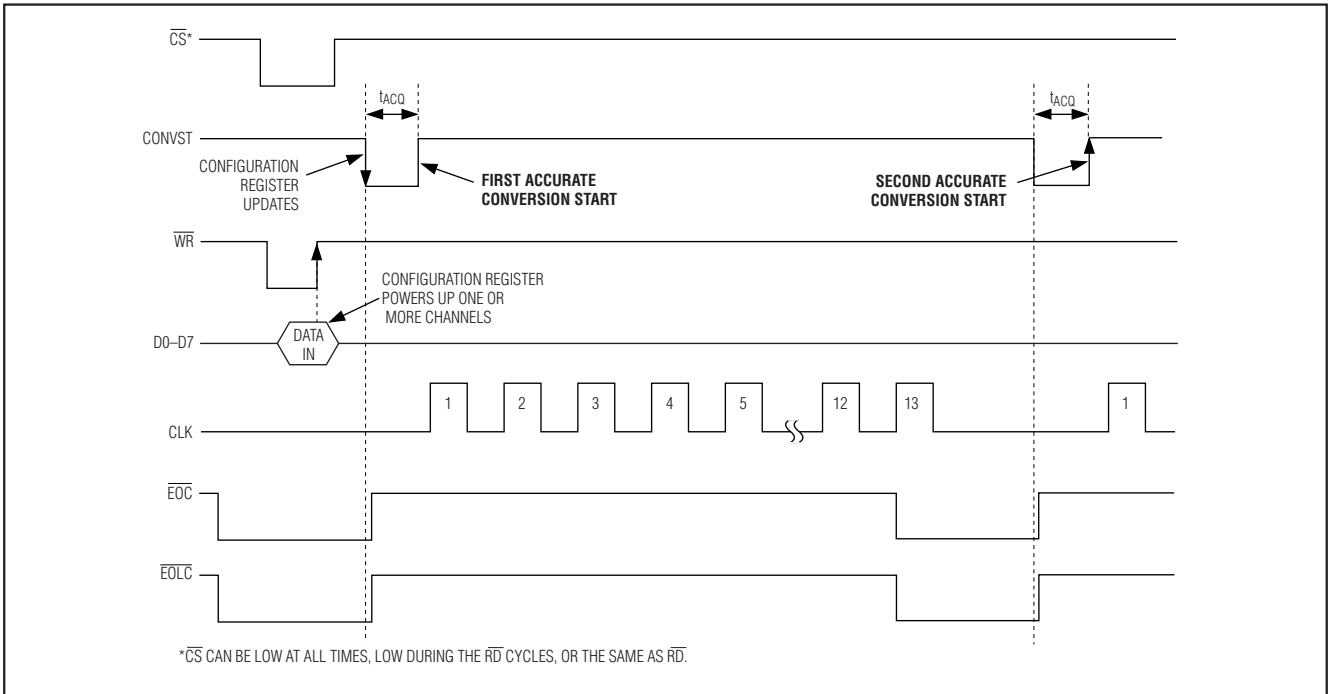 CS*
tACQ
tACQ
CONVST
CONFIGURATION
REGISTER
UPDATES
FIRST ACCURATE
CONVERSION START
SECOND ACCURATE
CONVERSION START
WR
CONFIGURATION REGISTER
POWERS UP ONE OR
MORE CHANNELS
D0–D7
DATA
IN
1 2 3 4 5 12 13 1
CLK
EOC
EOLC
*CS CAN BE LOW AT ALL TIMES, LOW DURING THE RD CYCLES, OR THE SAME AS RD.